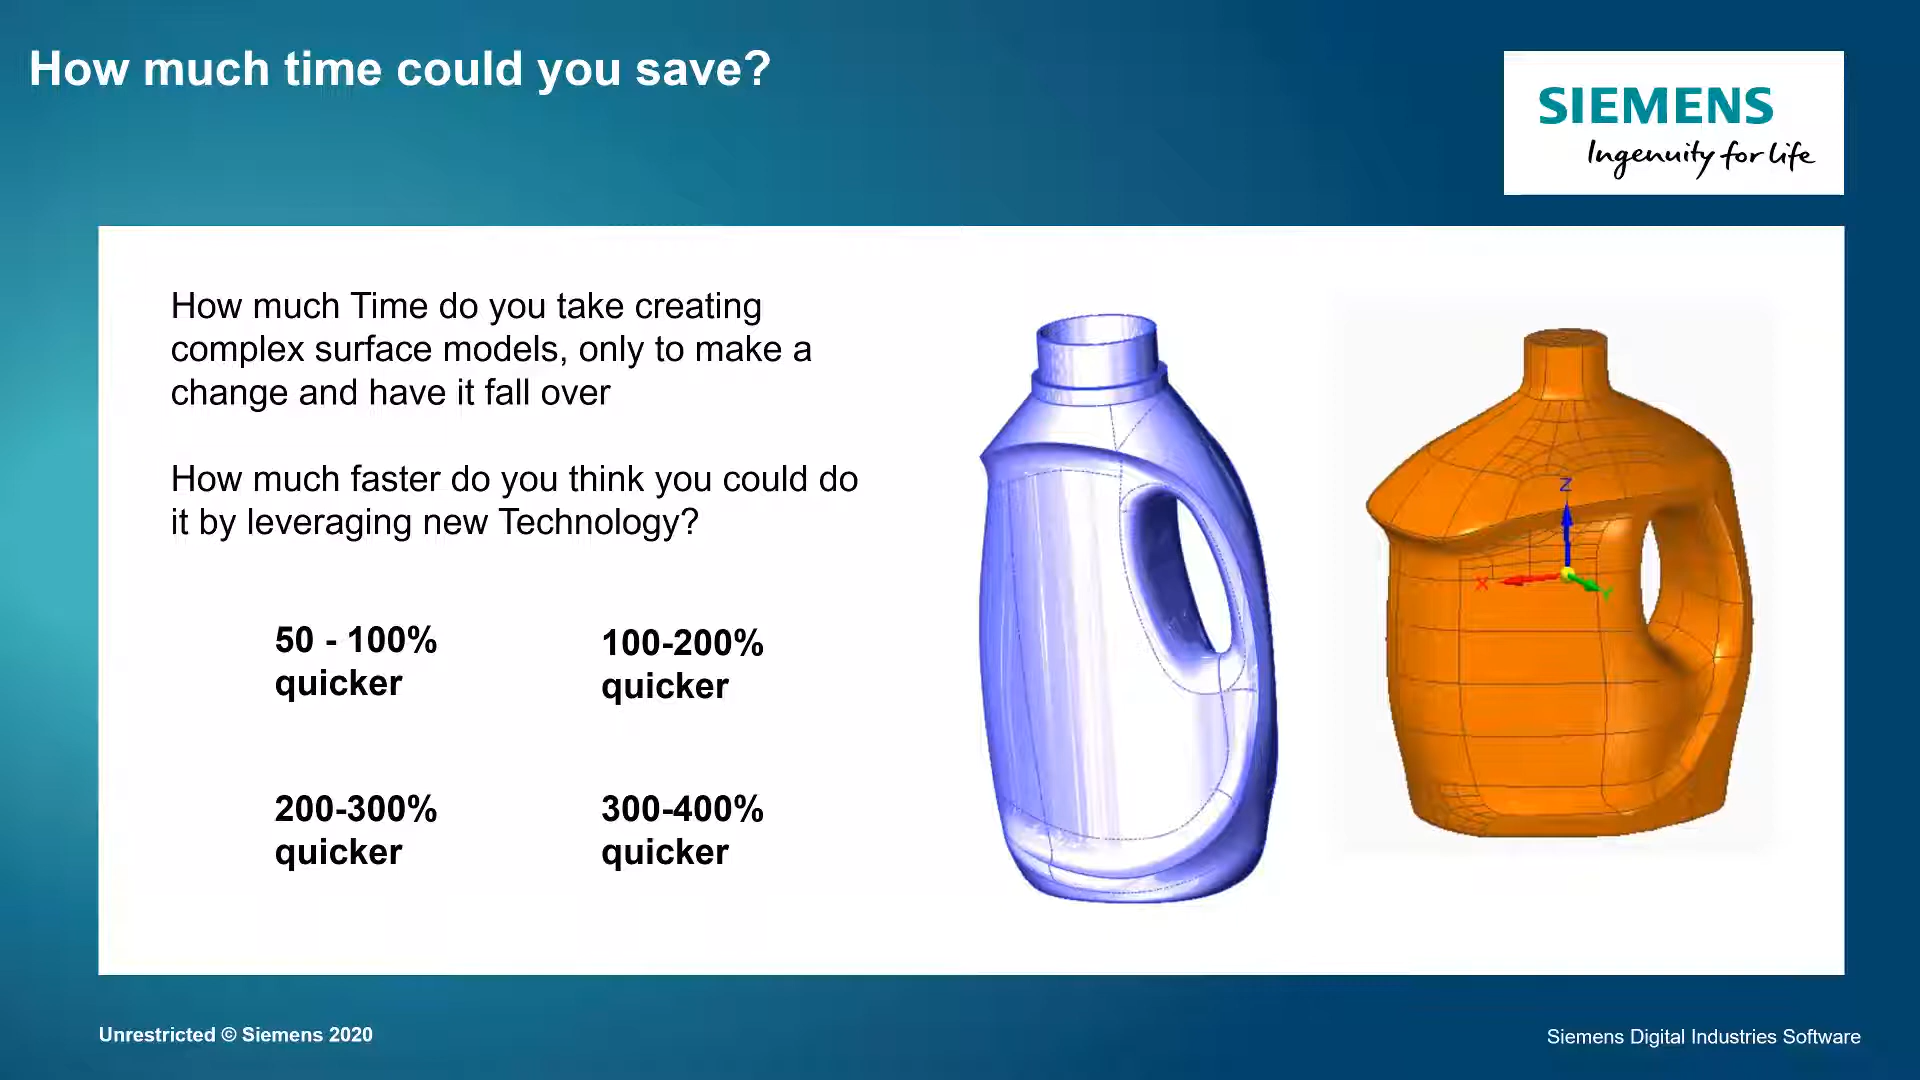 How much time could you save?
SIEMENS
Ingenuity for life
How much Time do you take creating
complex surface models, only to make a
change and have it fall over
How much faster do you think you could do
it by leveraging new Technology?
50 - 100%
quicker
100-200%
quicker
200-300%
quicker
300-400%
quicker
Z
X
Y
Unrestricted © Siemens 2020
Siemens Digital Industries Software